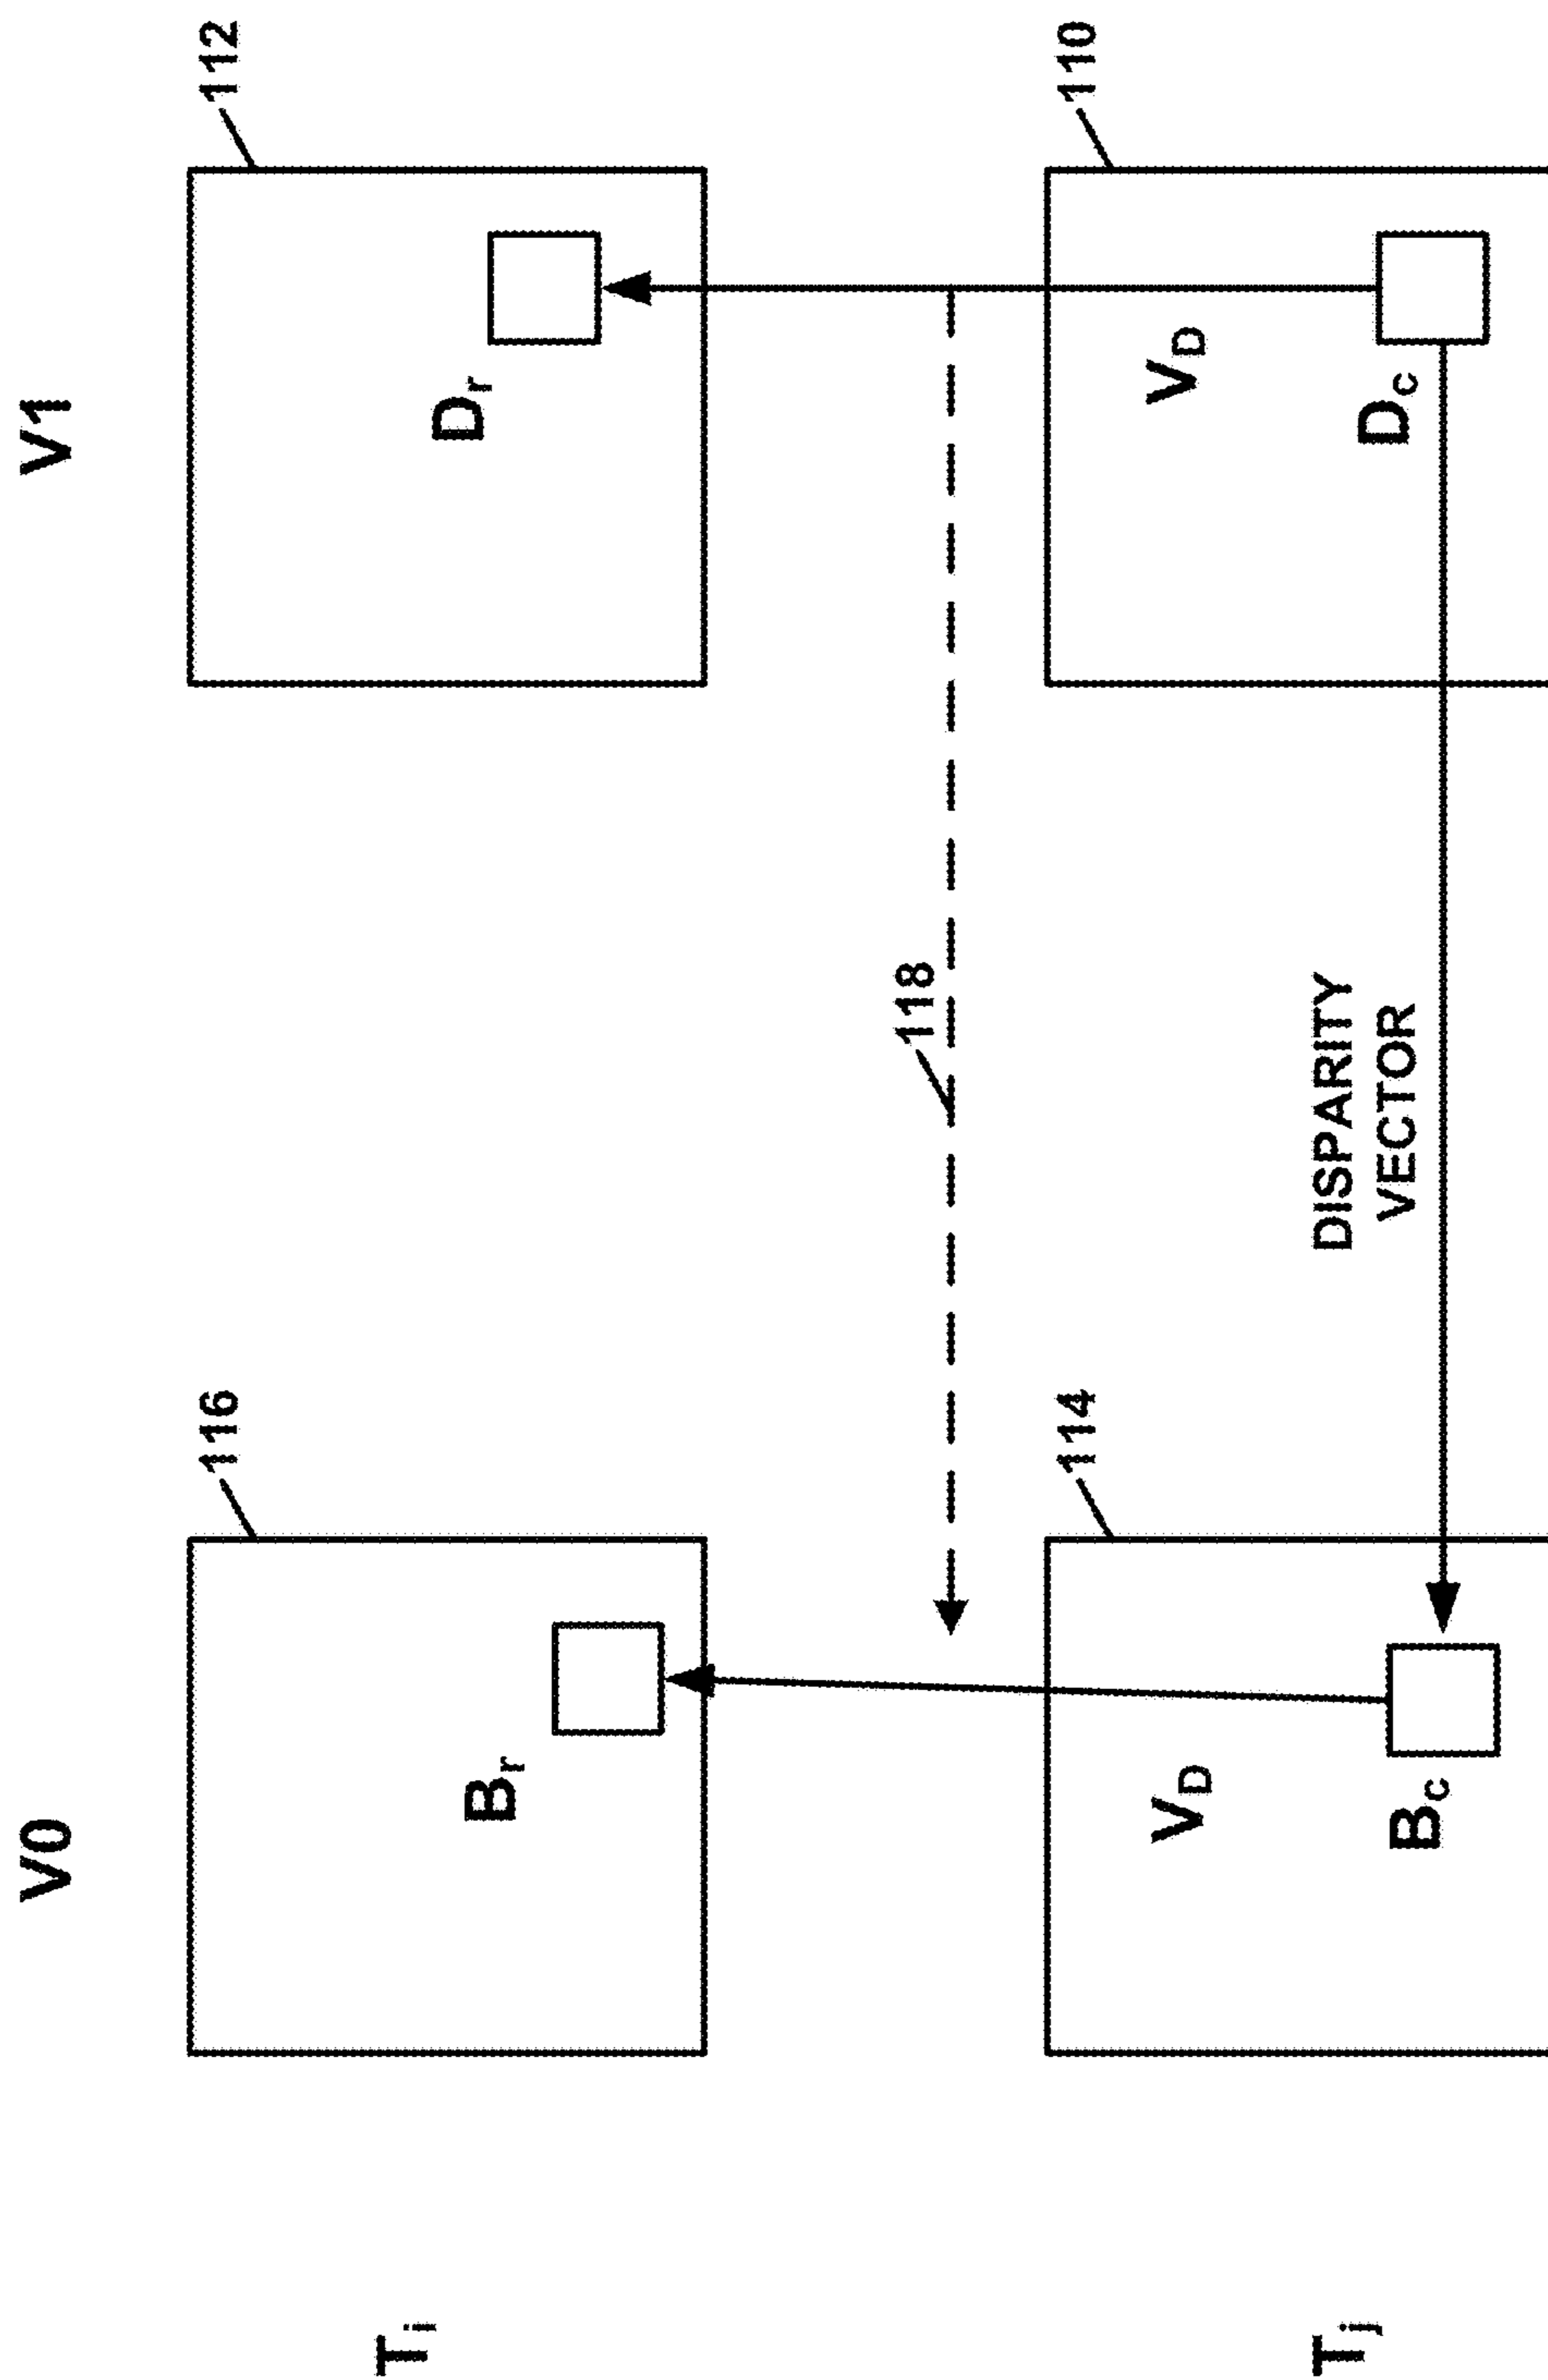 V0
V1
116
112
Ti
Br
Dr
118
114
110
VD
VD
DISPARITY
VECTOR
Tj
Bc
Dc